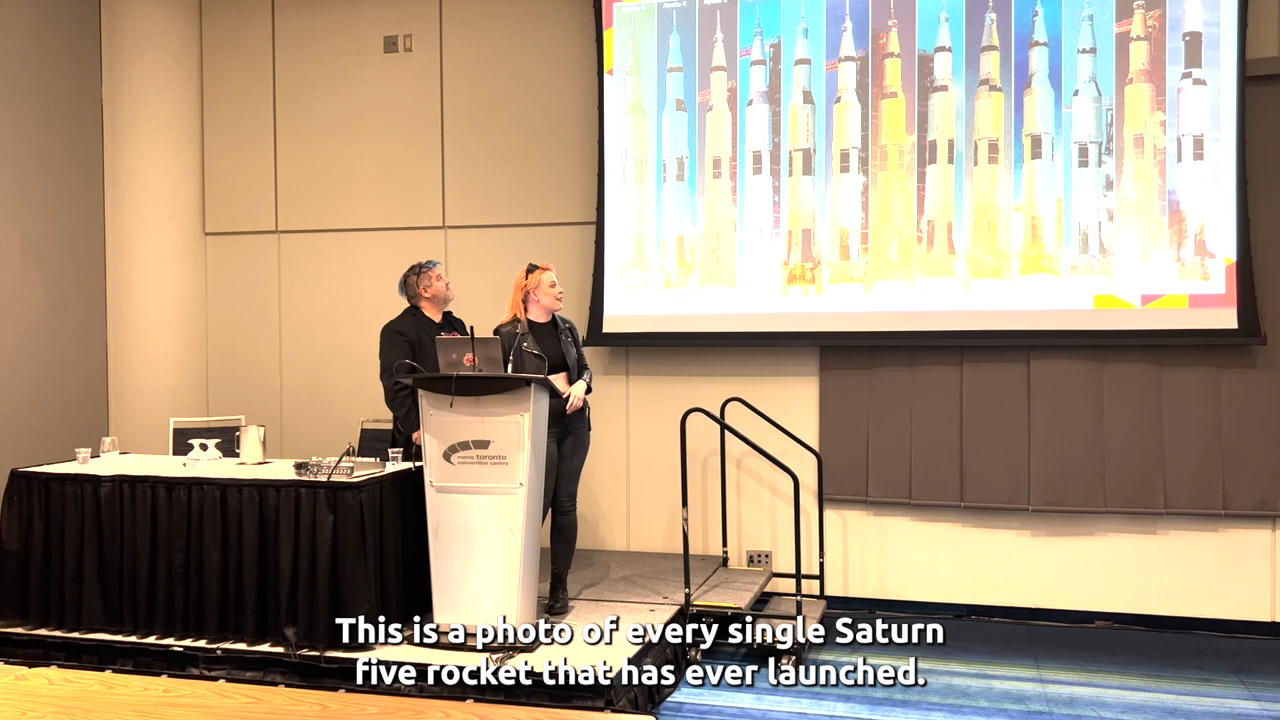 metro toronto
convention centre
This is a photo of every single Saturn
five rocket that has ever launched.